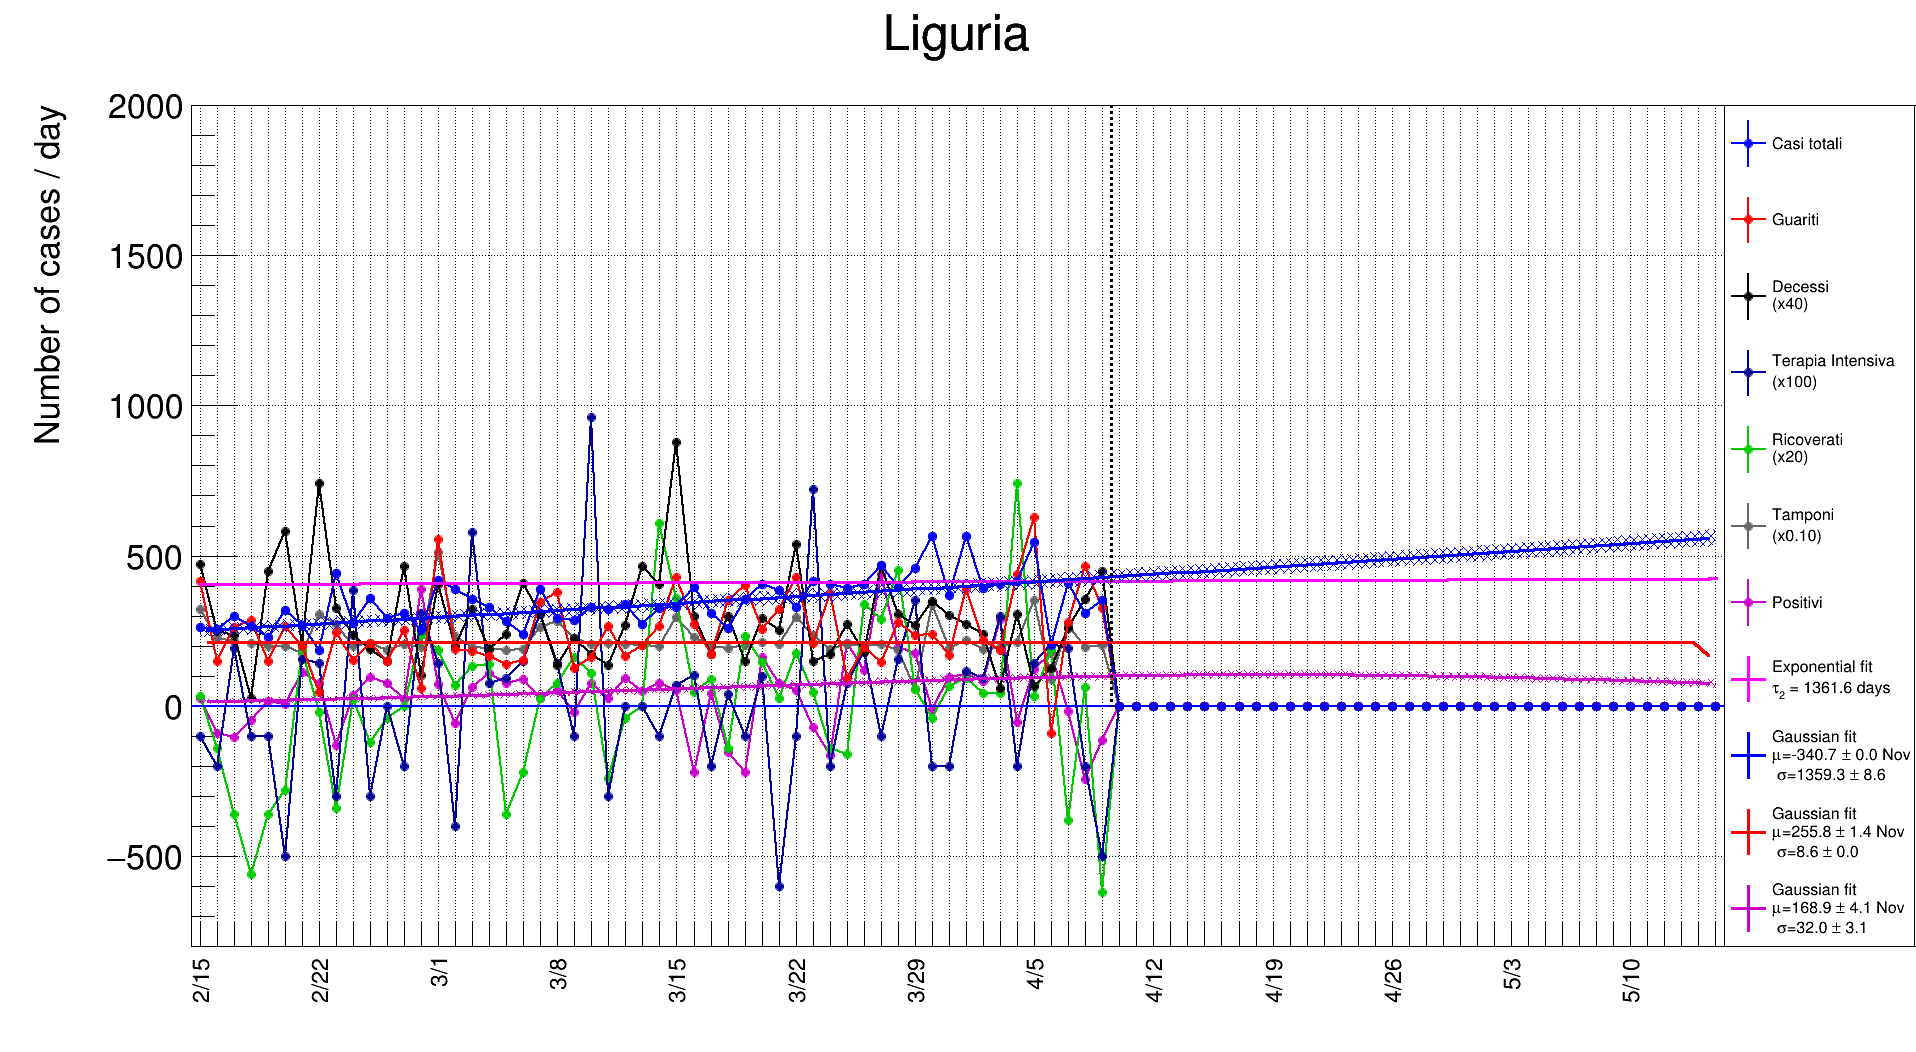 Liguria
Number of cases / day
2000
1500
1000
500
0
−500
2/15
2/22
3/1
3/8
3/15
3/22
3/29
4/5
4/12
4/19
4/26
5/3
5/10
Casi totali
Guariti
Decessi
(x40)
Terapia Intensiva
(x100)
Ricoverati
(x20)
Tamponi
(x0.10)
Positivi
Exponential fit
τ2 = 1361.6 days
Gaussian fit
μ=-340.7 ± 0.0 Nov
σ=1359.3 ± 8.6
Gaussian fit
μ=255.8 ± 1.4 Nov
σ=8.6 ± 0.0
Gaussian fit
μ=168.9 ± 4.1 Nov
σ=32.0 ± 3.1